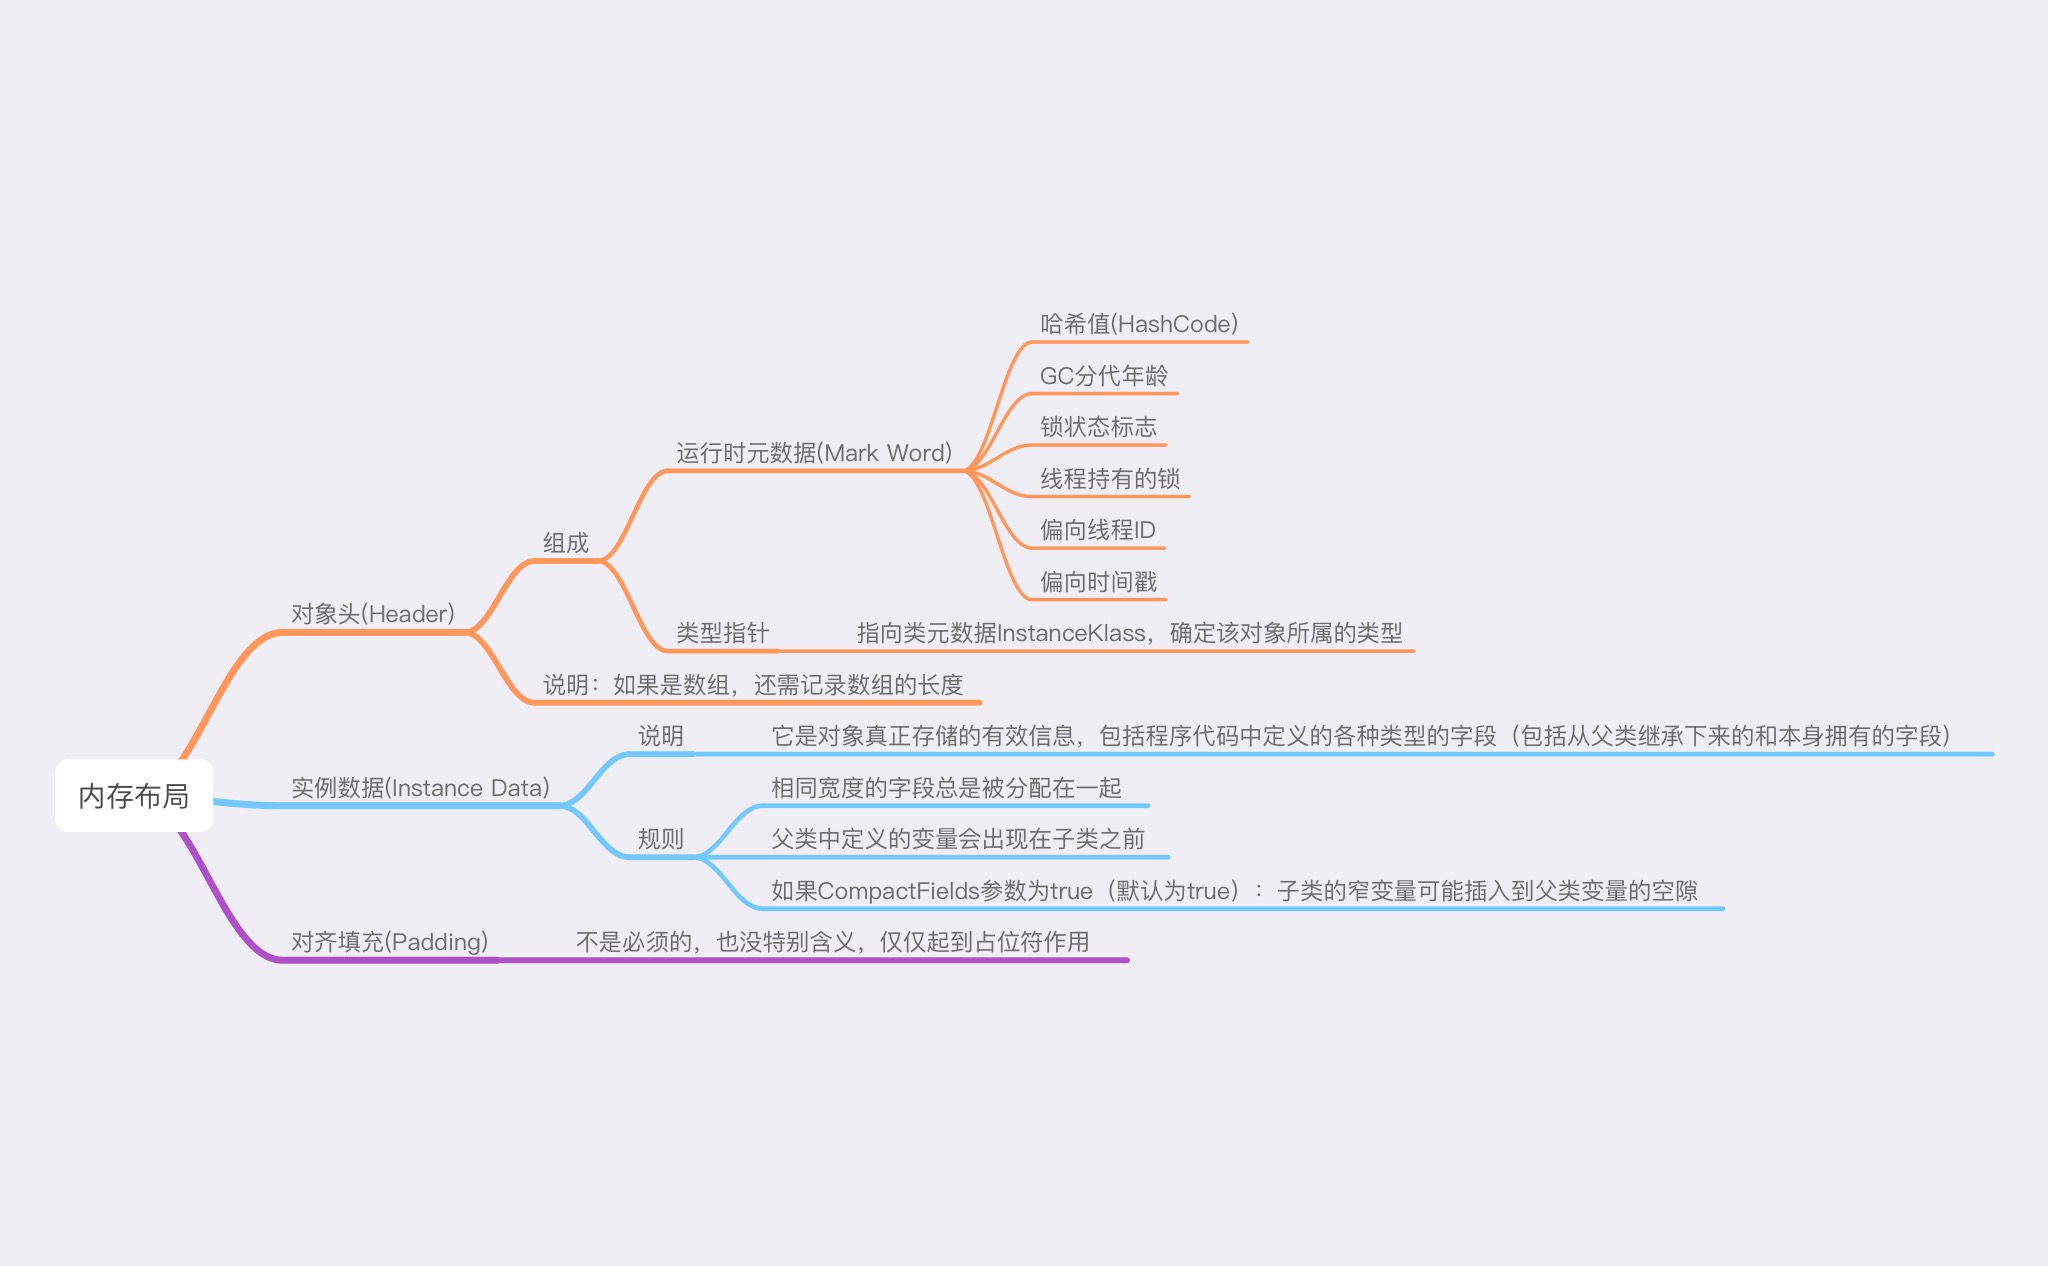 内存布局
对象头(Header)
组成
运行时元数据(Mark Word)
哈希值(HashCode)
GC分代年龄
锁状态标志
线程持有的锁
偏向线程ID
偏向时间戳
类型指针
指向类元数据InstanceKlass，确定该对象所属的类型
说明：如果是数组，还需记录数组的长度
实例数据(Instance Data)
说明
它是对象真正存储的有效信息，包括程序代码中定义的各种类型的字段（包括从父类继承下来的和本身拥有的字段）
规则
相同宽度的字段总是被分配在一起
父类中定义的变量会出现在子类之前
如果CompactFields参数为true（默认为true）：子类的窄变量可能插入到父类变量的空隙
对齐填充(Padding)
不是必须的，也没特别含义，仅仅起到占位符作用